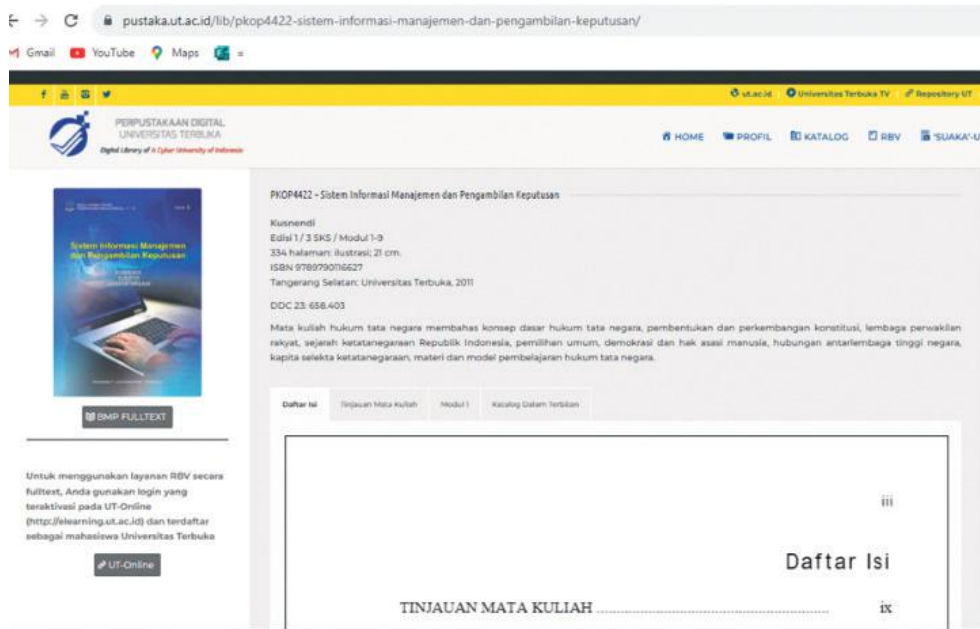 pustaka.ut.ac.id/lib/pkop4422-sistem-informasi-manajemen-dan-pengambilan-keputusan/
Gmail YouTube Maps
ut.ac.id Universitas Terbuka TV Repository UT
PERPUSTAKAAN DIGITAL
UNIVERSITAS TERBUKA
Digital Library of A Cyber University of Indonesia
HOME PROFIL KATALOG RBV 'SUAKA'-U
Sistem Informasi Manajemen
dan Pengambilan Keputusan
BMP FULLTEXT
Untuk menggunakan layanan RBV secara
fulltext, Anda gunakan login yang
teraktivasi pada UT-Online
(http://elearning.ut.ac.id) dan terdaftar
sebagai mahasiswa Universitas Terbuka
UT-Online
PKOP4422 – Sistem Informasi Manajemen dan Pengambilan Keputusan
Kusnendi
Edisi 1 / 3 SKS / Modul 1-9
334 halaman: ilustrasi; 21 cm.
ISBN 9789790116627
Tangerang Selatan: Universitas Terbuka, 2011
DDC 23: 658.403
Mata kuliah hukum tata negara membahas konsep dasar hukum tata negara, pembentukan dan perkembangan konstitusi, lembaga perwakilan
rakyat, sejarah ketatanegaraan Republik Indonesia, pemilihan umum, demokrasi dan hak asasi manusia, hubungan antarlembaga tinggi negara,
kapita selekta ketatanegaraan, materi dan model pembelajaran hukum tata negara.
Daftar Isi Tinjauan Mata Kuliah Modul 1 Katalog Dalam Terbitan
iii
Daftar Isi
TINJAUAN MATA KULIAH ........................ ix